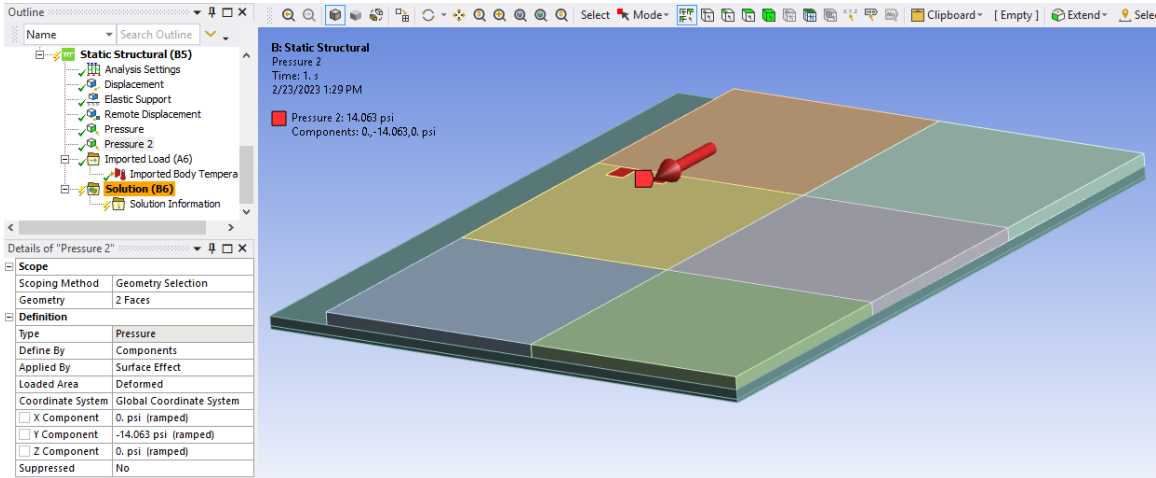 Outline
Name
Search Outline
Static Structural (B5)
Analysis Settings
Displacement
Elastic Support
Remote Displacement
Pressure
Pressure 2
Imported Load (A6)
Imported Body Tempera
Solution (B6)
Solution Information
Details of "Pressure 2"
Scope
Scoping Method Geometry Selection
Geometry 2 Faces
Definition
Type Pressure
Define By Components
Applied By Surface Effect
Loaded Area Deformed
Coordinate System Global Coordinate System
X Component 0. psi (ramped)
Y Component -14.063 psi (ramped)
Z Component 0. psi (ramped)
Suppressed No
Select Mode Clipboard [ Empty ] Extend Selec
B: Static Structural
Pressure 2
Time: 1. s
2/23/2023 1:29 PM
Pressure 2: 14.063 psi
Components: 0.,-14.063,0. psi